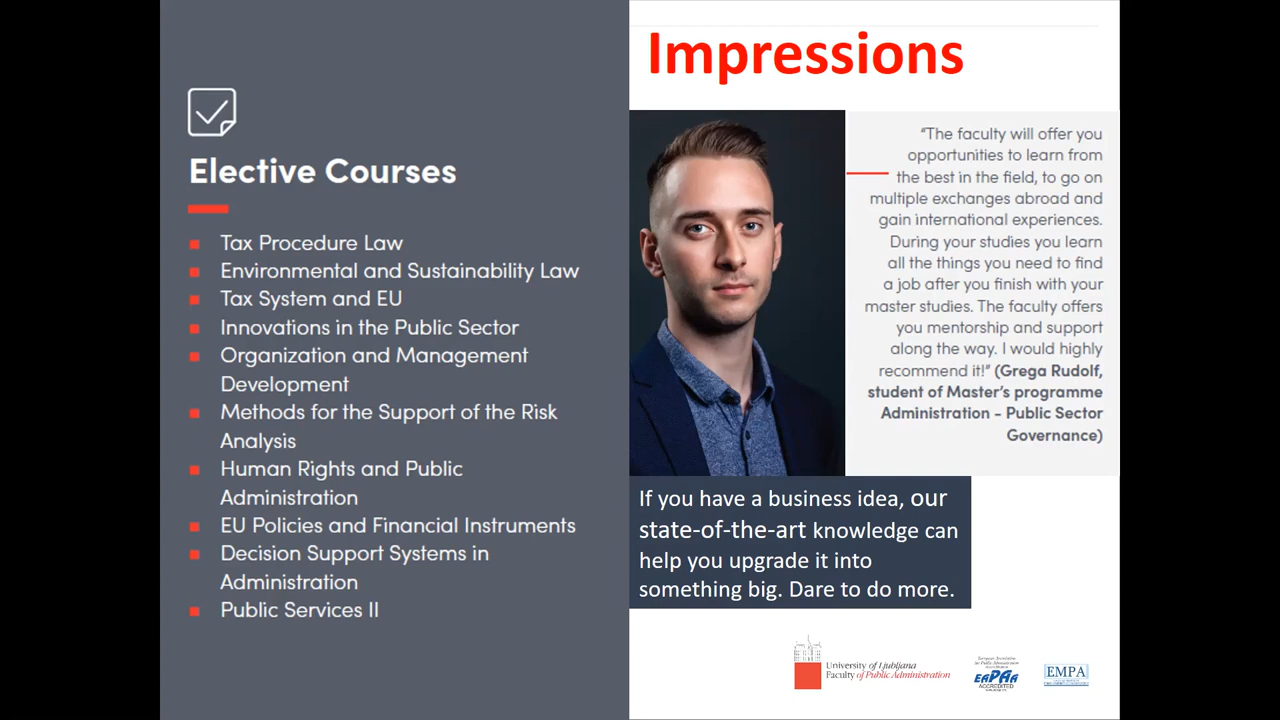 Elective Courses
Tax Procedure Law
Environmental and Sustainability Law
Tax System and EU
Innovations in the Public Sector
Organization and Management
Development
Methods for the Support of the Risk
Analysis
Human Rights and Public
Administration
EU Policies and Financial Instruments
Decision Support Systems in
Administration
Public Services II
Impressions
“The faculty will offer you
opportunities to learn from
the best in the field, to go on
multiple exchanges abroad and
gain international experiences.
During your studies you learn
all the things you need to find
a job after you finish with your
master studies. The faculty offers
you mentorship and support
along the way. I would highly
recommend it!” (Grega Rudolf,
student of Master’s programme
Administration - Public Sector
Governance)
If you have a business idea, our
state-of-the-art knowledge can
help you upgrade it into
something big. Dare to do more.
University of Ljubljana
Faculty of Public Administration
European Association
for Public Administration
Accreditation
EAPAA
ACCREDITED
EMPA